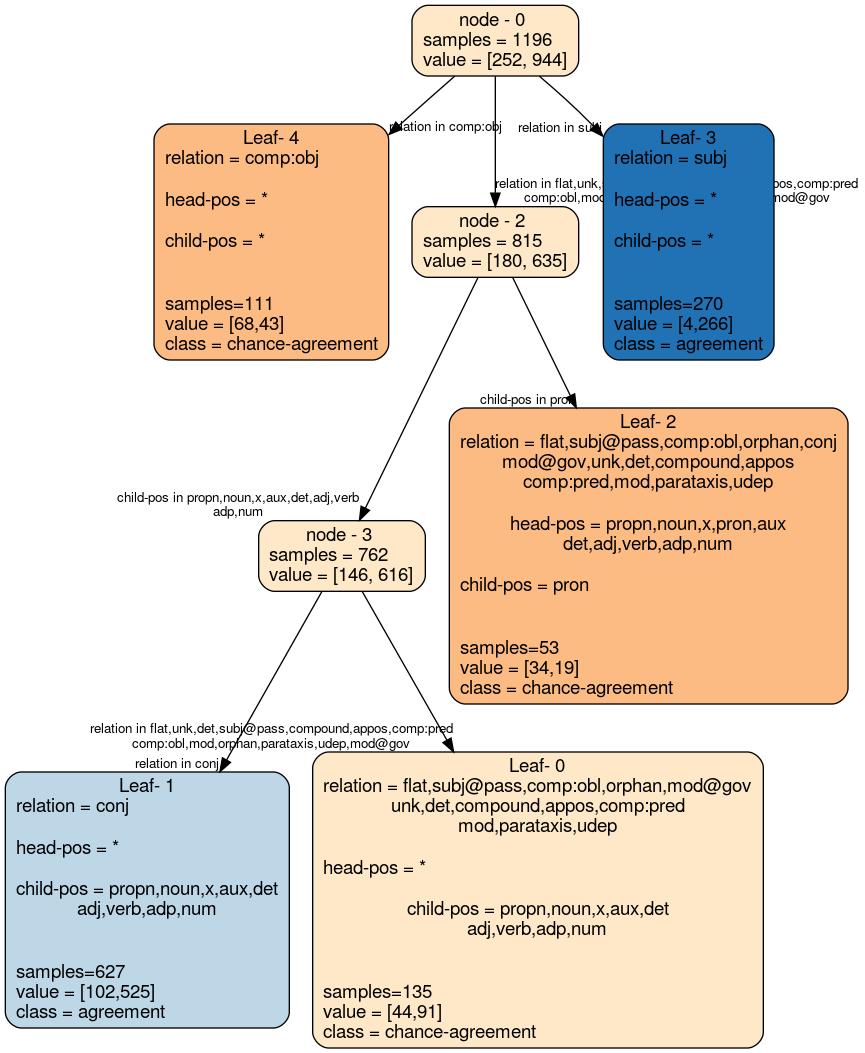 node - 0
samples = 1196
value = [252, 944]
relation in comp:obj
relation in subj
Leaf- 4
relation = comp:obj
head-pos = *
child-pos = *
samples=111
value = [68,43]
class = chance-agreement
Leaf- 3
relation = subj
head-pos = *
child-pos = *
samples=270
value = [4,266]
class = agreement
relation in flat,unk, pos,comp:pred
comp:obl,mod mod@gov
node - 2
samples = 815
value = [180, 635]
child-pos in pron
Leaf- 2
relation = flat,subj@pass,comp:obl,orphan,conj
mod@gov,unk,det,compound,appos
comp:pred,mod,parataxis,udep
head-pos = propn,noun,x,pron,aux
det,adj,verb,adp,num
child-pos = pron
samples=53
value = [34,19]
class = chance-agreement
child-pos in propn,noun,x,aux,det,adj,verb
adp,num
node - 3
samples = 762
value = [146, 616]
relation in flat,unk,det,subj@pass,compound,appos,comp:pred
comp:obl,mod,orphan,parataxis,udep,mod@gov
relation in conj
Leaf- 1
relation = conj
head-pos = *
child-pos = propn,noun,x,aux,det
adj,verb,adp,num
samples=627
value = [102,525]
class = agreement
Leaf- 0
relation = flat,subj@pass,comp:obl,orphan,mod@gov
unk,det,compound,appos,comp:pred
mod,parataxis,udep
head-pos = *
child-pos = propn,noun,x,aux,det
adj,verb,adp,num
samples=135
value = [44,91]
class = chance-agreement